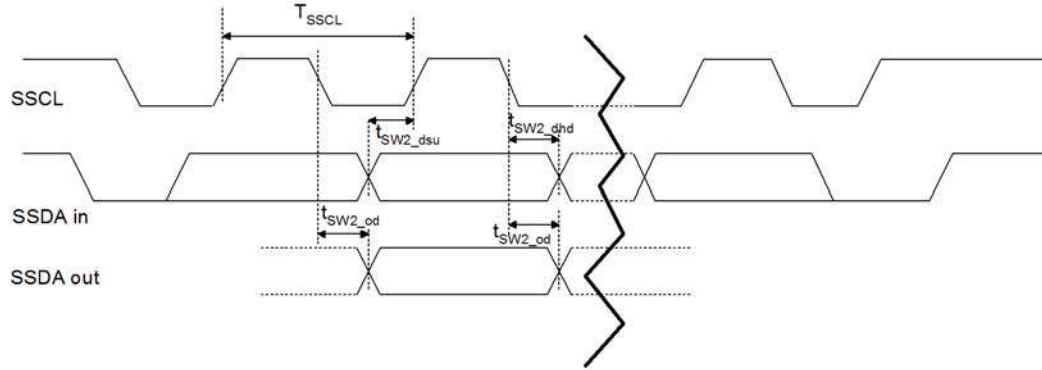 TSSCL
SSCL
tSW2_dsu
tSW2_dhd
SSDA in
tSW2_od
tSW2_od
SSDA out